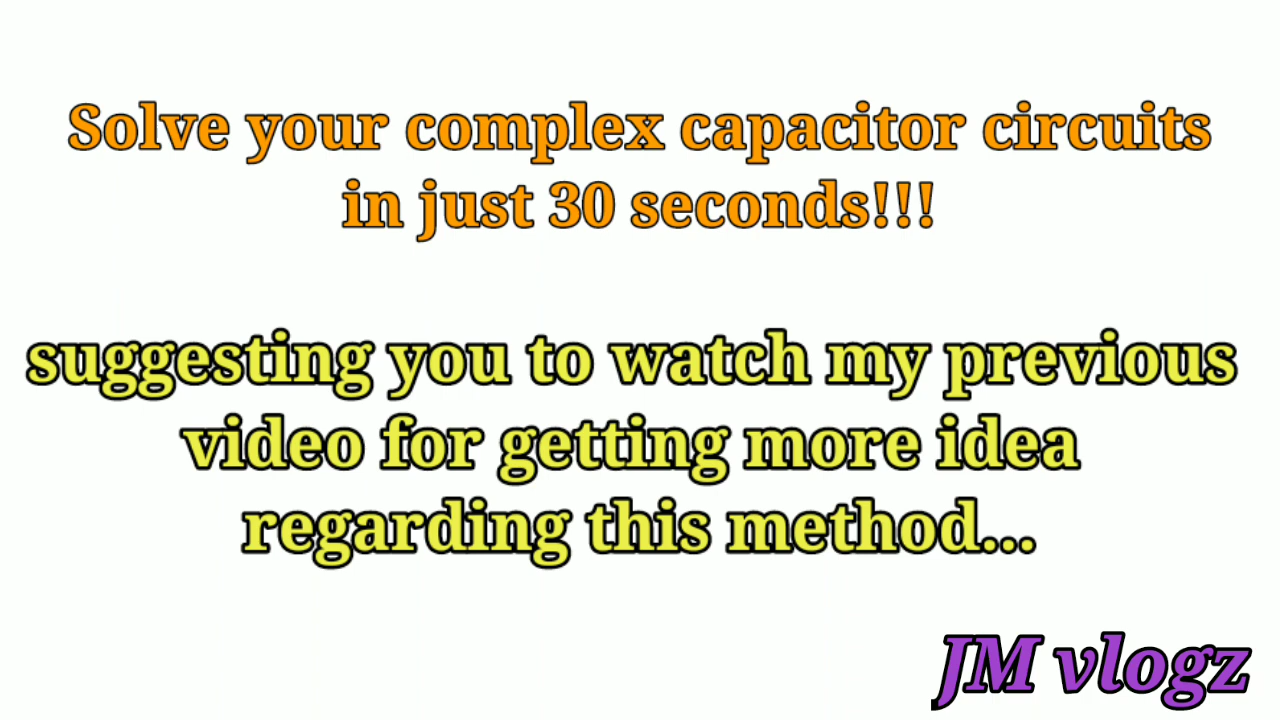 Solve your complex capacitor circuits
in just 30 seconds!!!
suggesting you to watch my previous
video for getting more idea
regarding this method...
JM vlogz